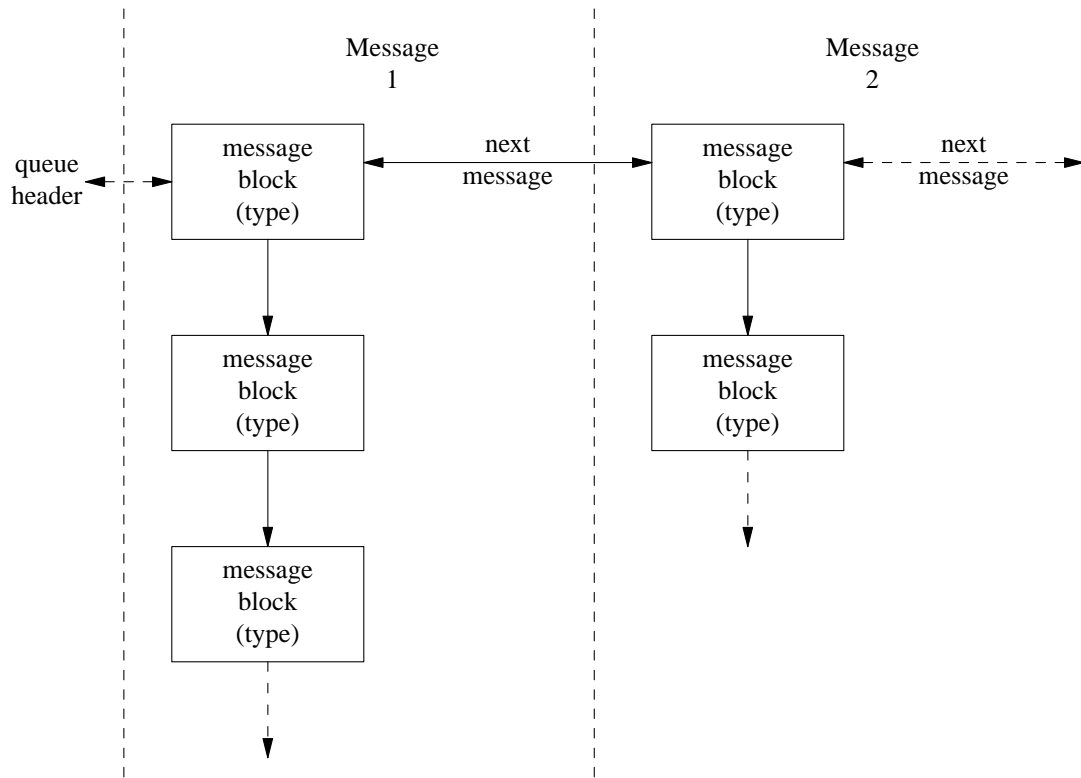 Message
1
Message
2
queue
header
message
block
(type)
next
message
message
block
(type)
next
message
message
block
(type)
message
block
(type)
message
block
(type)